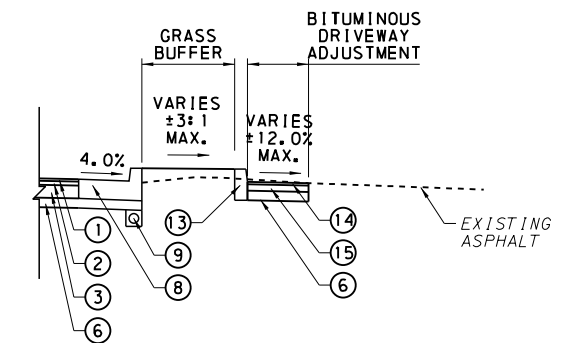 GRASS
BUFFER
BITUMINOUS
DRIVEWAY
ADJUSTMENT
VARIES
±3:1
MAX.
VARIES
±12.0%
MAX.
4.0%
1
2
3
6
9
8
13
14
15
6
EXISTING
ASPHALT